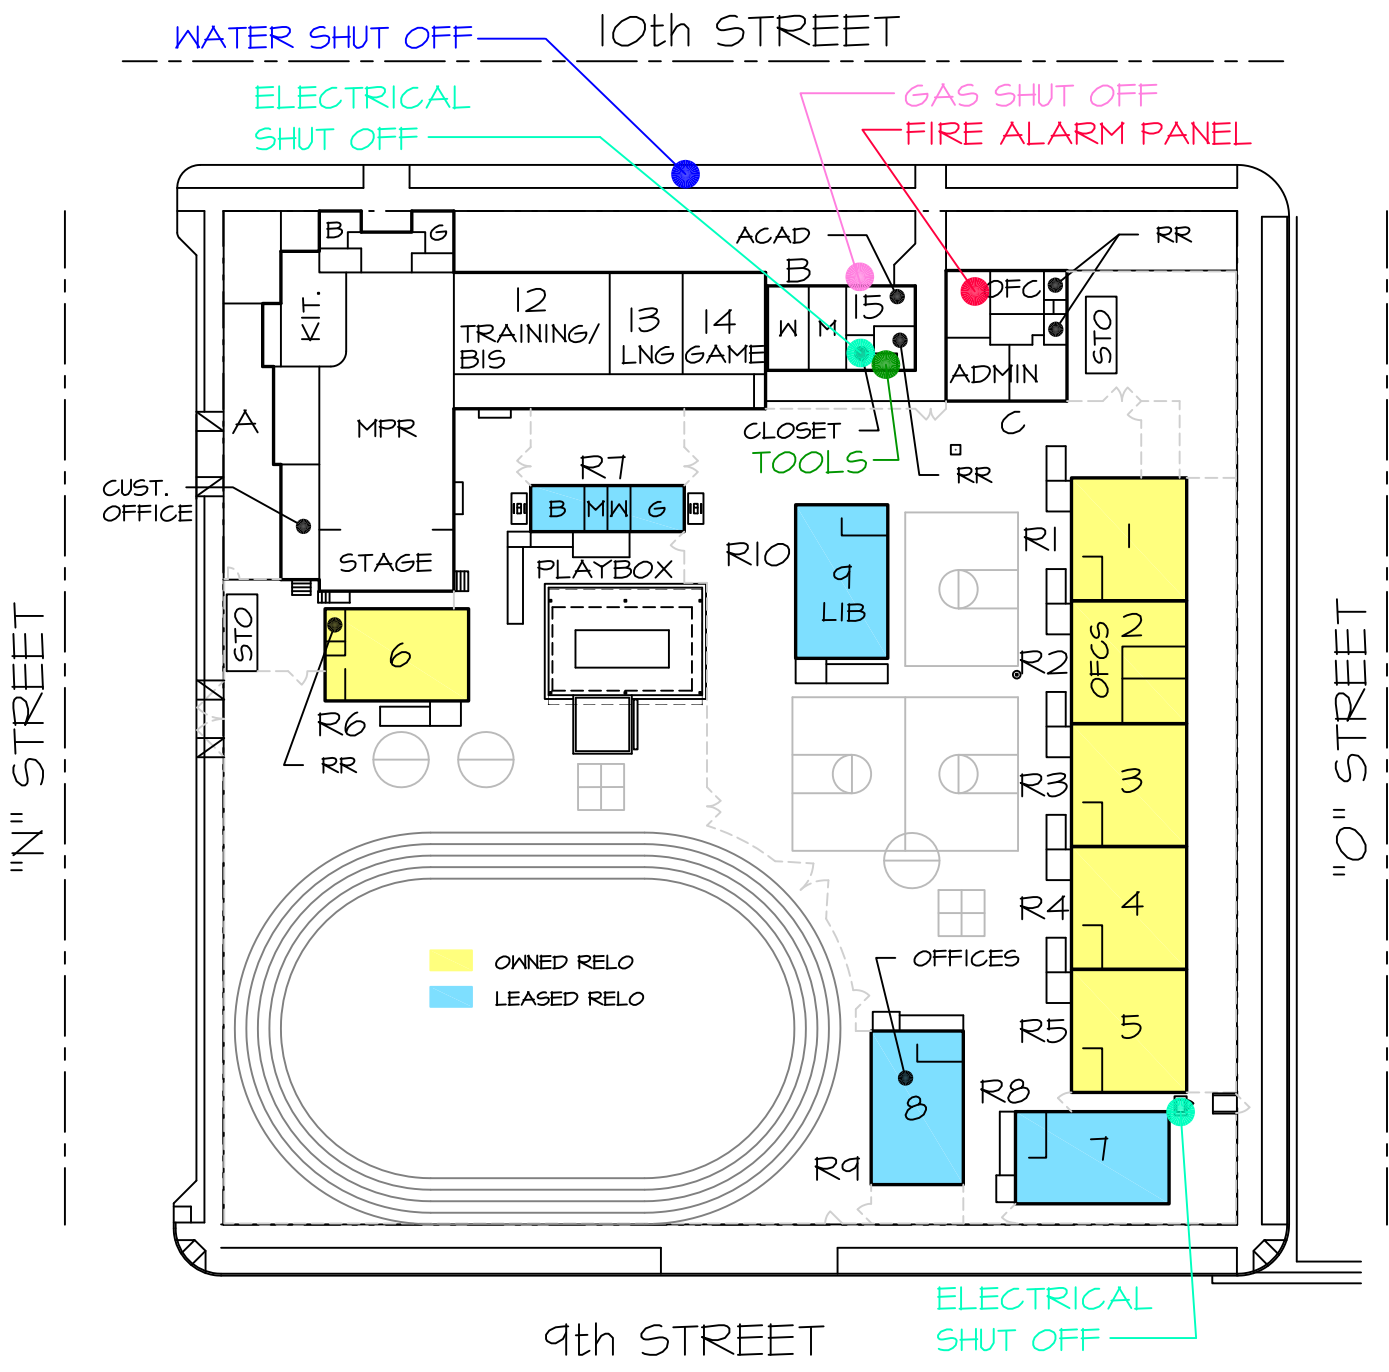 10th STREET
WATER SHUT OFF
ELECTRICAL
SHUT OFF
GAS SHUT OFF
FIRE ALARM PANEL
B
G
ACAD
RR
B
KIT.
12
TRAINING/
BIS
13
LNG
14
GAME
W
M
15
OFC
STO
ADMIN
A
MPR
CLOSET
TOOLS
C
RR
R7
CUST.
OFFICE
B
M
W
G
STAGE
PLAYBOX
R10
9
LIB
R1
1
STO
6
R6
RR
R2
OFCS
2
"N" STREET
"O" STREET
R3
3
R4
4
OWNED RELO
LEASED RELO
OFFICES
R5
5
R8
8
7
R9
ELECTRICAL
SHUT OFF
9th STREET